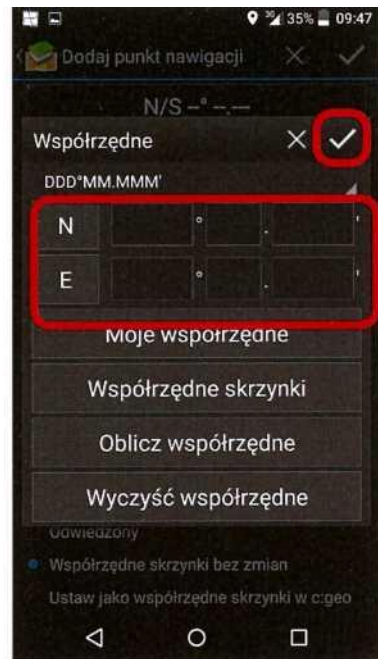 3G 35% 09:47
Dodaj punkt nawigacji
N/S --° --.---
Współrzędne
DDD°MM.MMM'
N ° . '
E ° . '
Moje współrzędne
Współrzędne skrzynki
Oblicz współrzędne
Wyczyść współrzędne
Odwiedzony
Współrzędne skrzynki bez zmian
Ustaw jako współrzędne skrzynki w c:geo